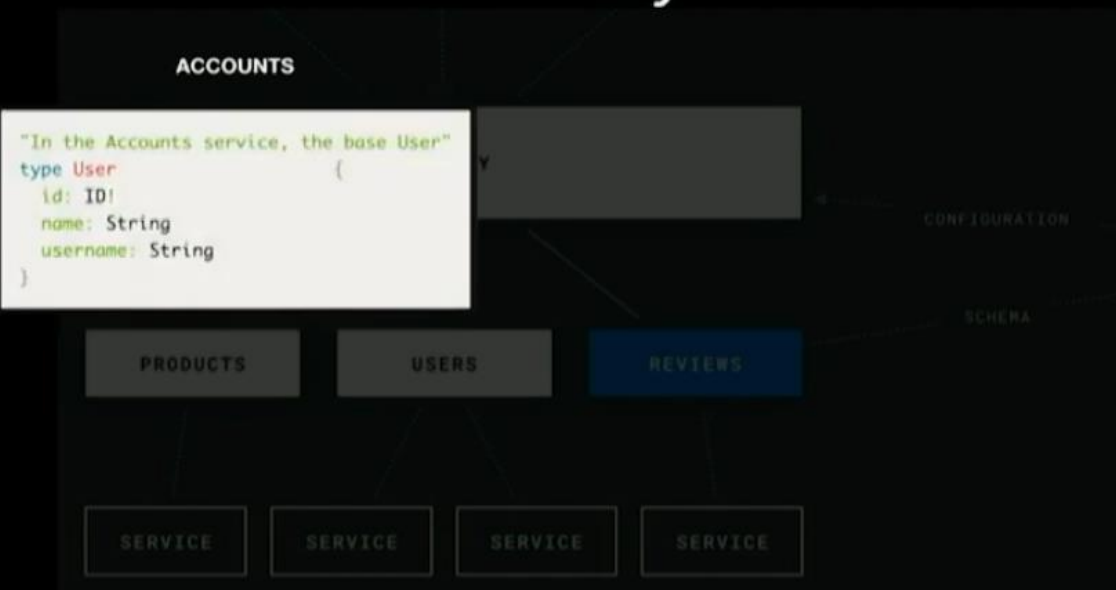 ACCOUNTS
"In the Accounts service, the base User"
type User {
id: ID!
name: String
username: String
}
Y
CONFIGURATION
SCHEMA
PRODUCTS USERS REVIEWS
SERVICE SERVICE SERVICE SERVICE